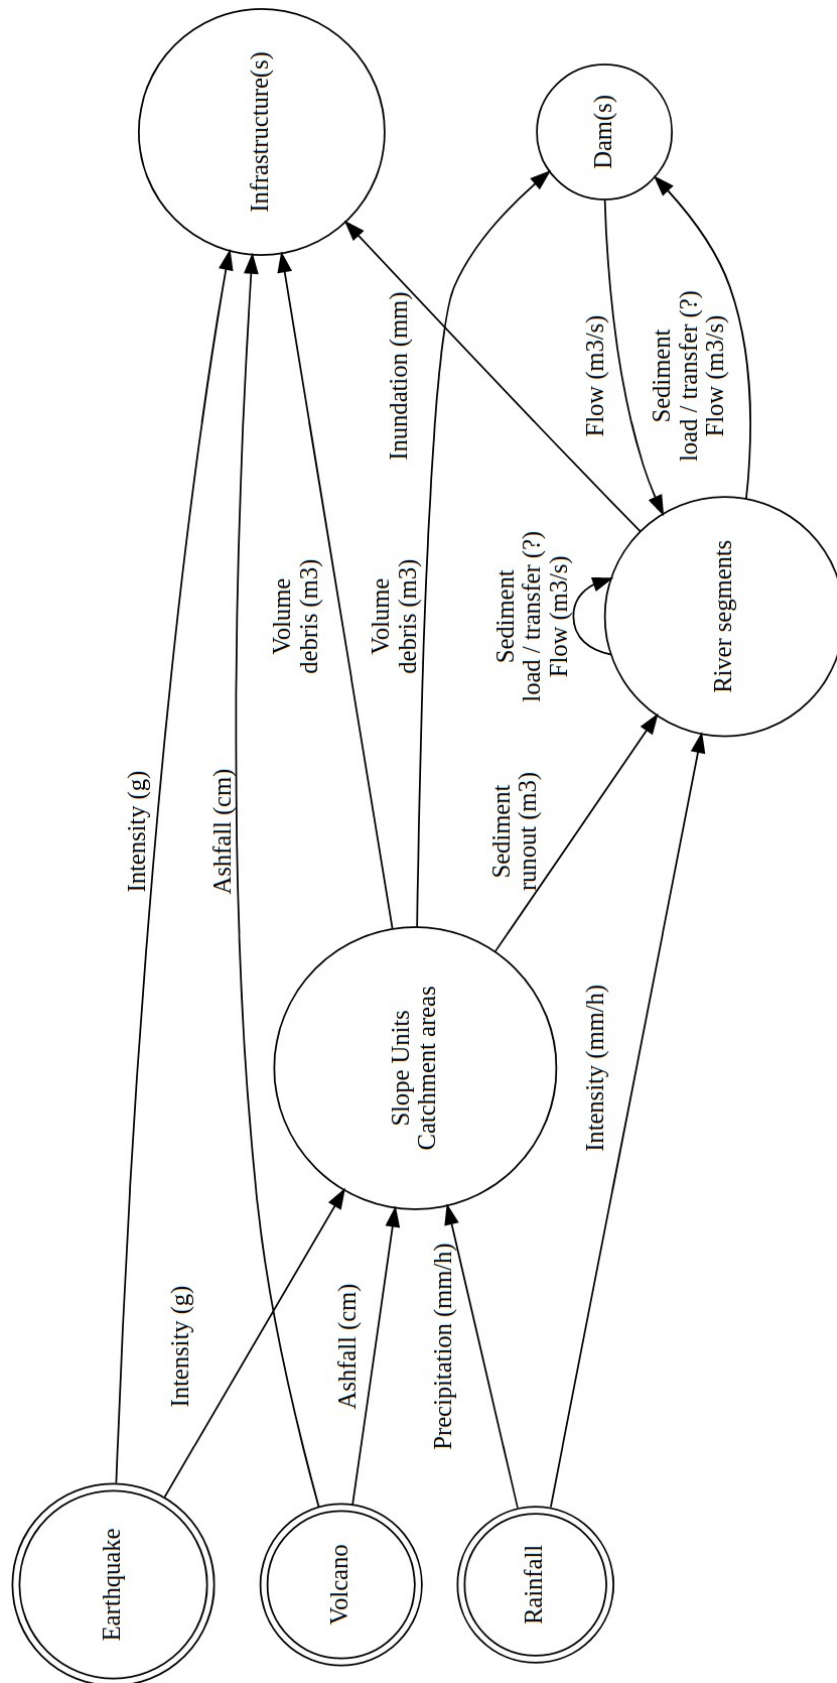 Earthquake
Volcano
Rainfall
Intensity (g)
Ashfall (cm)
Precipitation (mm/h)
Slope Units
Catchment areas
Intensity (mm/h)
Intensity (g)
Ashfall (cm)
Sediment
runout (m3)
Volume
debris (m3)
Volume
debris (m3)
Sediment
load / transfer (?)
Flow (m3/s)
River segments
Inundation (mm)
Flow (m3/s)
Sediment
load / transfer (?)
Flow (m3/s)
Infrastructure(s)
Dam(s)